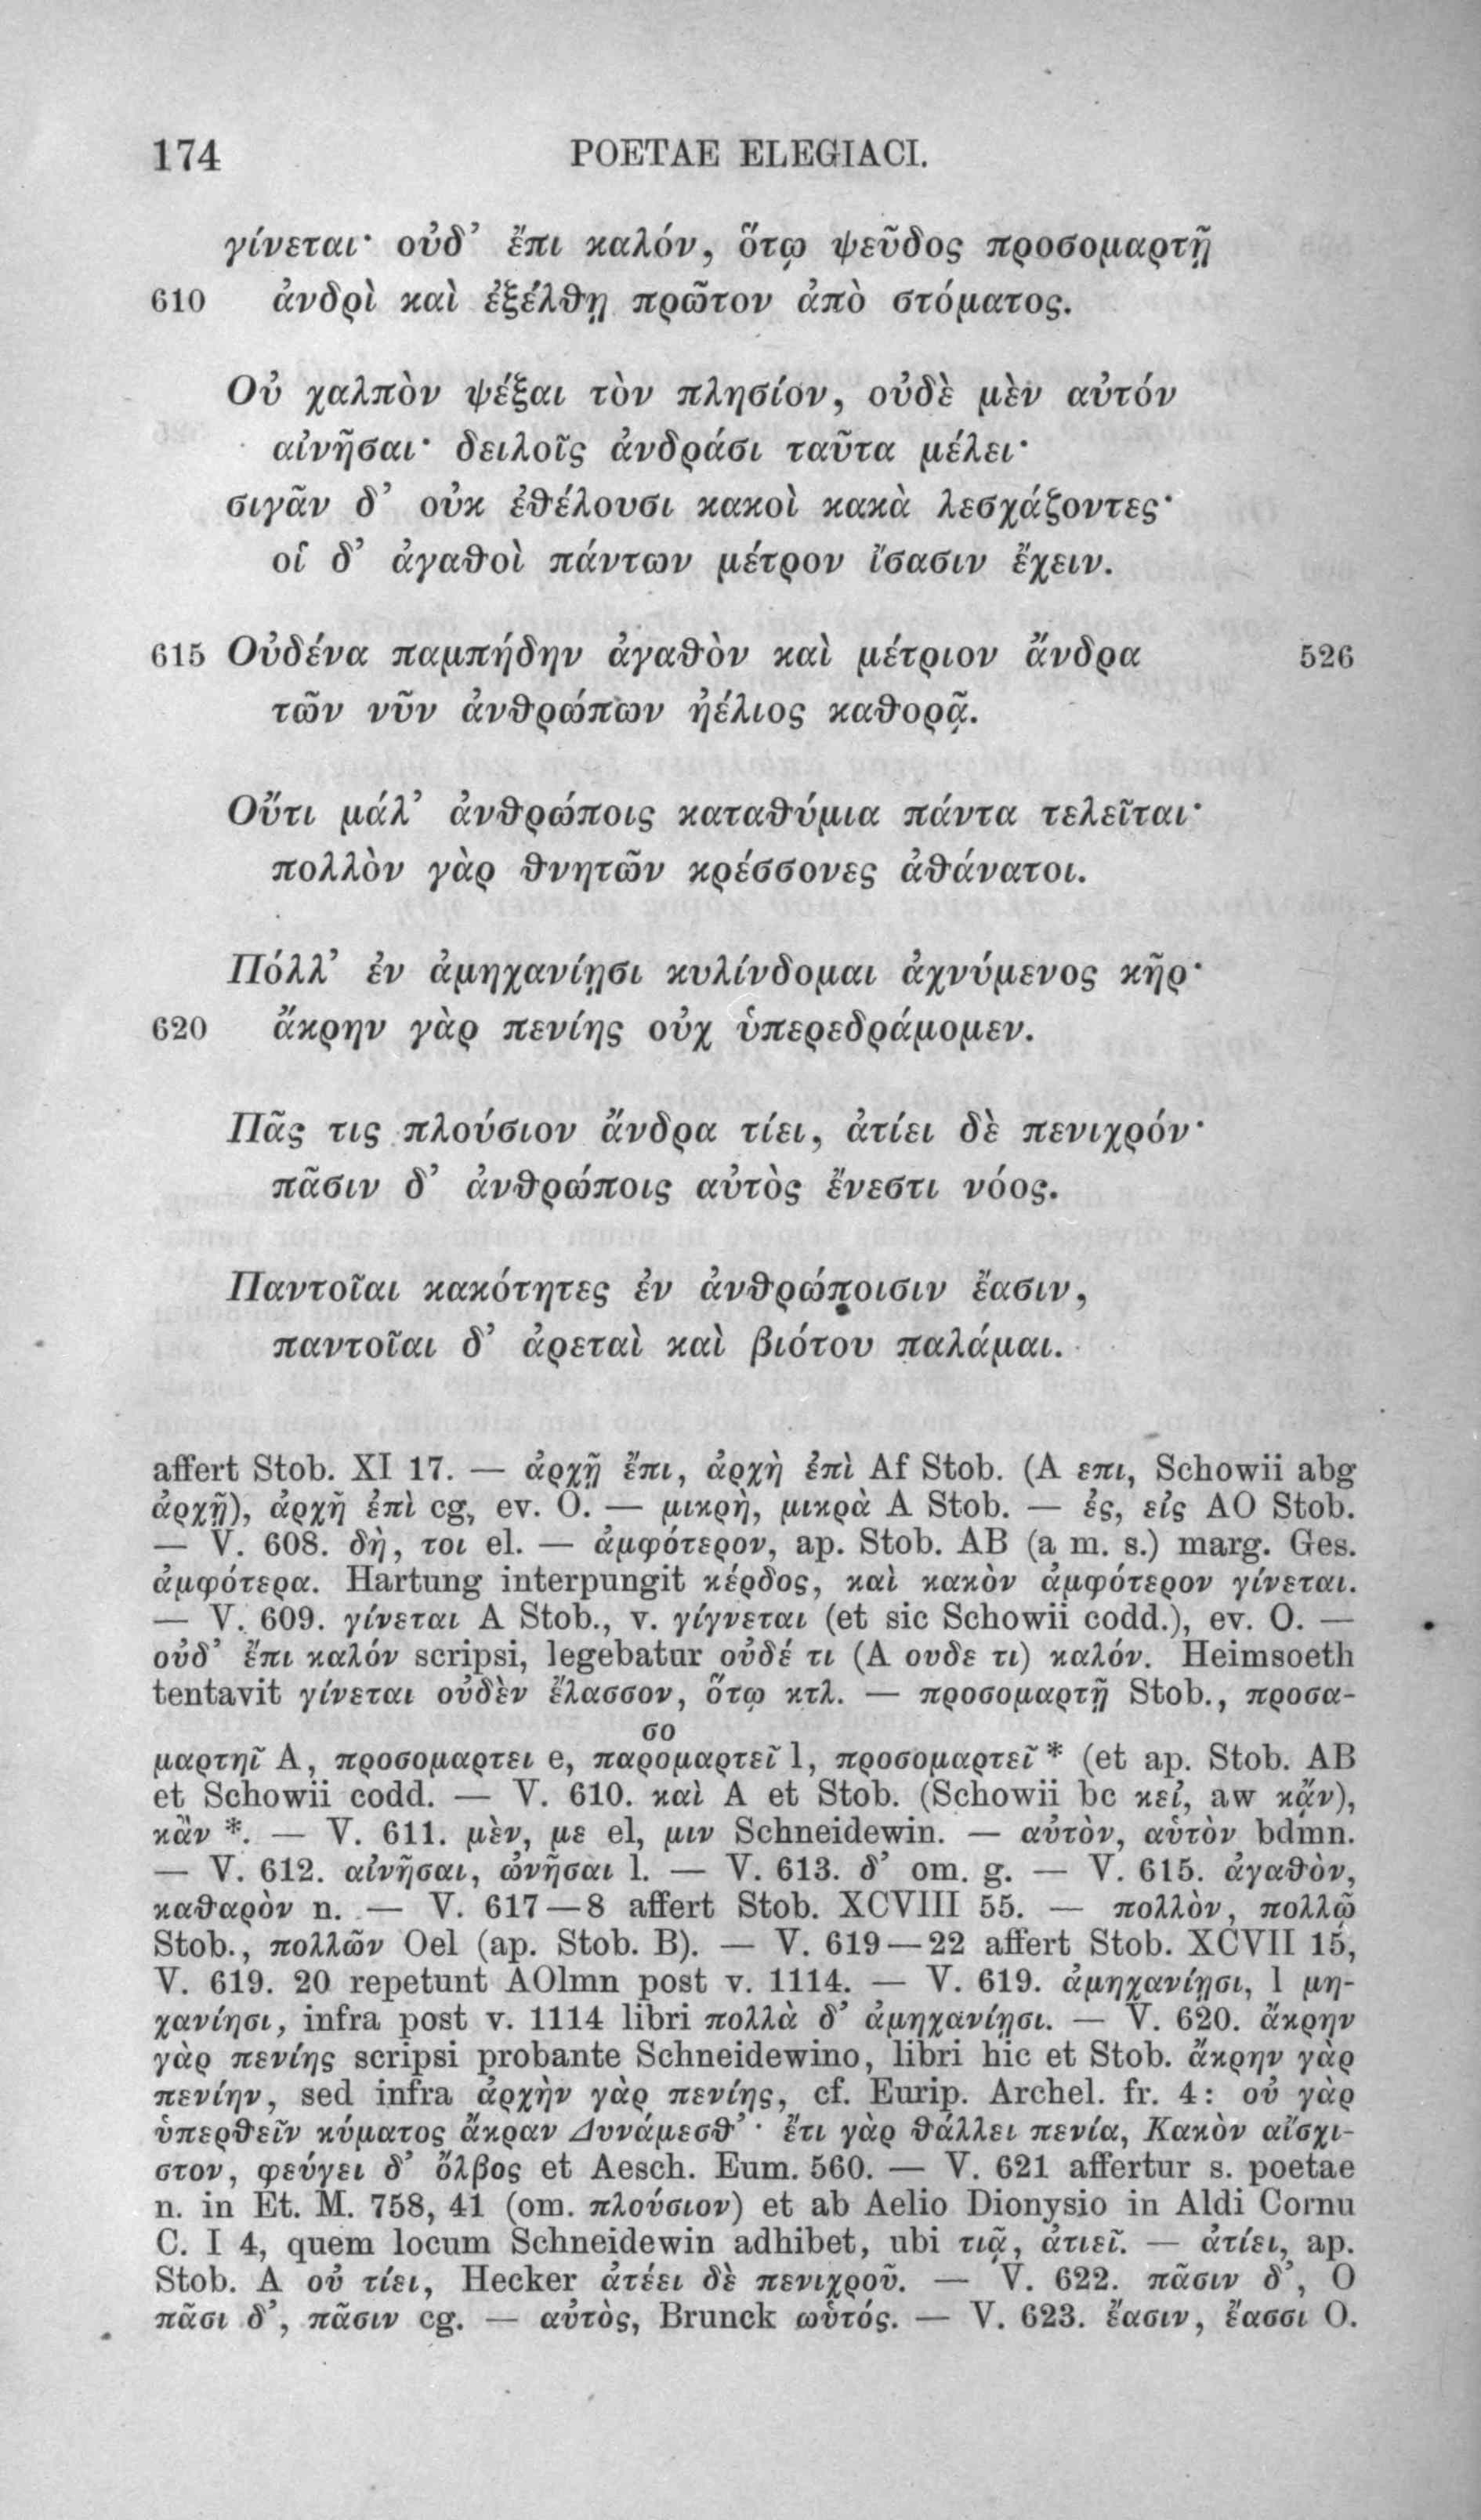 174 POETAE ELEGIACI.
γίνεται· οὐδ’ ἔπι καλόν, ὅτῳ ψεῦδος προσομαρτῇ
610 ἀνδρὶ καὶ ἐξέλθῃ πρῶτον ἀπὸ στόματος.
Οὐ χαλπὸν ψέξαι τὸν πλησίον, οὐδὲ μὲν αὐτόν
αἰνῆσαι· δειλοῖς ἀνδράσι ταῦτα μέλει·
σιγᾶν δ’ οὐκ ἐθέλουσι κακοὶ κακὰ λεσχάζοντες·
οἱ δ’ ἀγαθοὶ πάντων μέτρον ἴσασιν ἔχειν.
615 Οὐδένα παμπήδην ἀγαθὸν καὶ μέτριον ἄνδρα 526
τῶν νῦν ἀνθρώπων ἠέλιος καθορᾷ.
Οὔτι μάλ’ ἀνθρώποις καταθύμια πάντα τελεῖται·
πολλὸν γὰρ θνητῶν κρέσσονες ἀθάνατοι.
Πόλλ’ ἐν ἀμηχανίῃσι κυλίνδομαι ἀχνύμενος κῆρ·
620 ἄκρην γὰρ πενίης οὐχ ὑπερεδράμομεν.
Πᾶς τις πλούσιον ἄνδρα τίει, ἀτίει δὲ πενιχρόν·
πᾶσιν δ’ ἀνθρώποις αὐτὸς ἔνεστι νόος.
Παντοῖαι κακότητες ἐν ἀνθρώποισιν ἔασιν,
παντοῖαι δ’ ἀρεταὶ καὶ βιότου παλάμαι.
affert Stob. XI 17. — ἀρχῇ ἔπι, ἀρχὴ ἐπὶ Af Stob. (A επι, Schowii abg
ἀρχῇ), ἀρχῆ ἐπὶ cg, ev. O. — μικρὴ, μικρὰ A Stob. — ἐς, εἰς AO Stob.
— V. 608. δὴ, τοι el. — ἀμφότερον, ap. Stob. AB (a m. s.) marg. Ges.
ἀμφότερα. Hartung interpungit κέρδος, καὶ κακὸν ἀμφότερον γίνεται.
— V. 609. γίνεται A Stob., v. γίγνεται (et sic Schowii codd.), ev. O. —
οὐδ’ ἔπι καλόν scripsi, legebatur οὐδέ τι (A ουδε τι) καλόν. Heimsoeth
tentavit γίνεται οὐδὲν ἔλασσον, ὅτῳ κτλ. — προσομαρτῇ Stob., προσα-
σο
μαρτηῖ A, προσομαρτει e, παρομαρτεῖ l, προσομαρτεῖ * (et ap. Stob. AB
et Schowii codd. — V. 610. καὶ A et Stob. (Schowii bc κεἰ, aw κἄν),
κἂν *. — V. 611. μὲν, με el, μιν Schneidewin. — αὐτὸν, αὑτὸν bdmn.
— V. 612. αἰνῆσαι, ὠνῆσαι l. — V. 613. δ’ om. g. — V. 615. ἀγαθὸν,
καθαρὸν n. — V. 617—8 affert Stob. XCVIII 55. — πολλὸν, πολλῷ
Stob., πολλῶν Oel (ap. Stob. B). — V. 619—22 affert Stob. XCVII 15,
V. 619. 20 repetunt AOlmn post v. 1114. — V. 619. ἀμηχανίῃσι, l μη-
χανίησι, infra post v. 1114 libri πολλὰ δ’ ἀμηχανίῃσι. — V. 620. ἄκρην
γὰρ πενίης scripsi probante Schneidewino, libri hic et Stob. ἄκρην γὰρ
πενίην, sed infra ἀρχὴν γὰρ πενίης, cf. Eurip. Archel. fr. 4: οὐ γὰρ
ὑπερθεῖν κύματος ἄκραν Δυνάμεσθ’· ἔτι γὰρ θάλλει πενία, Κακὸν αἴσχι-
στον, φεύγει δ’ ὄλβος et Aesch. Eum. 560. — V. 621 affertur s. poetae
n. in Et. M. 758, 41 (om. πλούσιον) et ab Aelio Dionysio in Aldi Cornu
C. I 4, quem locum Schneidewin adhibet, ubi τιᾷ, ἀτιεῖ. — ἀτίει, ap.
Stob. A οὐ τίει, Hecker ἀτέει δὲ πενιχροῦ. — V. 622. πᾶσιν δ’, O
πᾶσι δ’, πᾶσιν cg. — αὐτὸς, Brunck ωὑτός. — V. 623. ἔασιν, ἔασσι O.